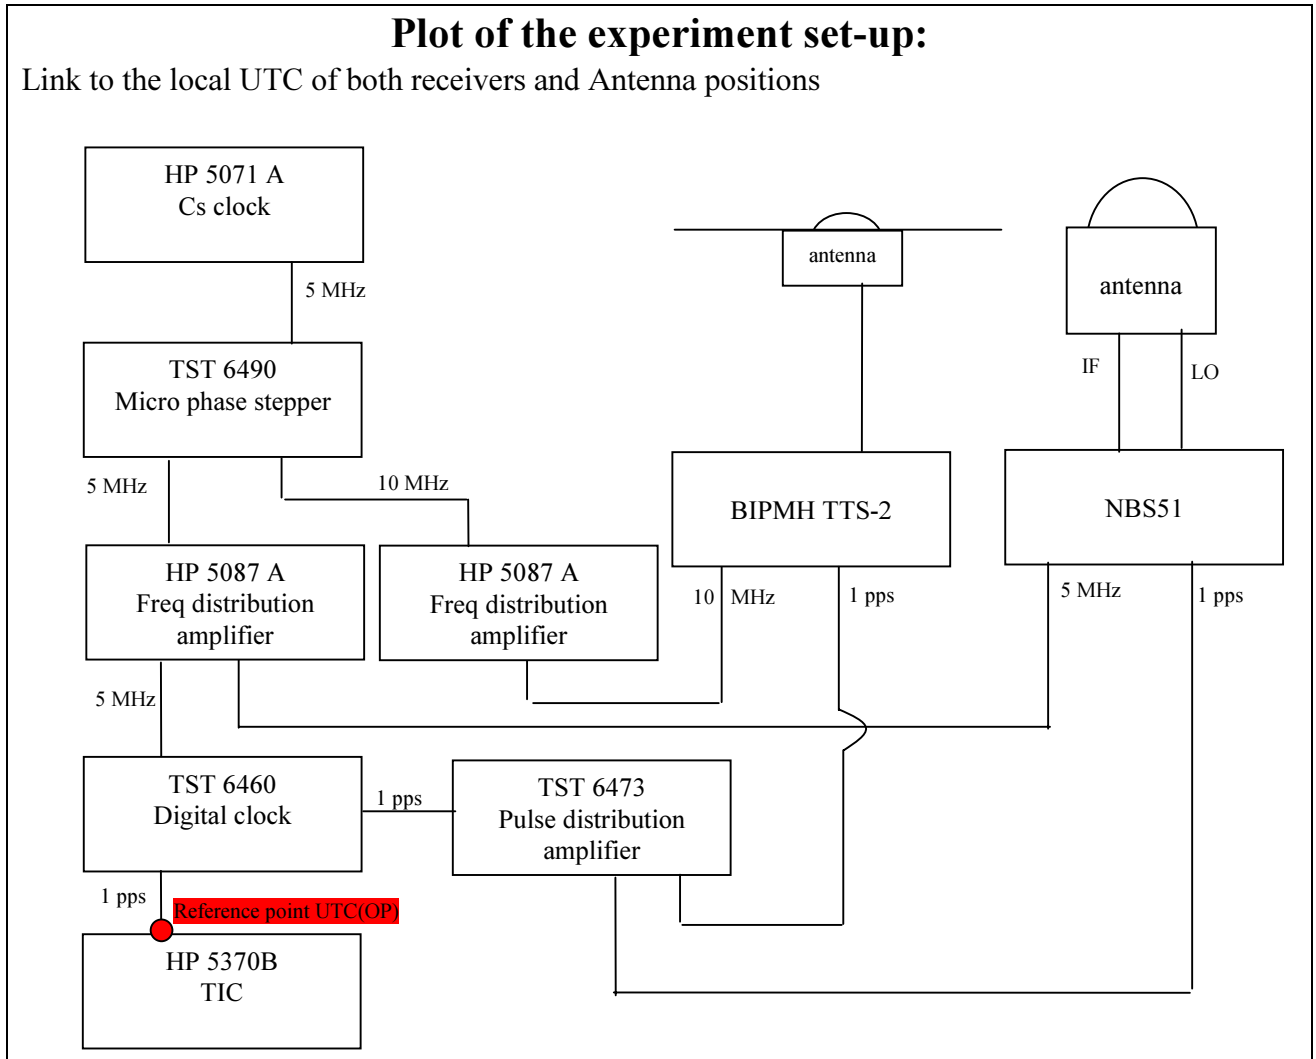 Plot of the experiment set-up:
Link to the local UTC of both receivers and Antenna positions
HP 5071 A
Cs clock
5 MHz
TST 6490
Micro phase stepper
5 MHz
10 MHz
HP 5087 A
Freq distribution
amplifier
HP 5087 A
Freq distribution
amplifier
5 MHz
TST 6460
Digital clock
1 pps
TST 6473
Pulse distribution
amplifier
1 pps
Reference point UTC(OP)
HP 5370B
TIC
antenna
BIPMH TTS-2
10 MHz
1 pps
antenna
IF
LO
NBS51
5 MHz
1 pps